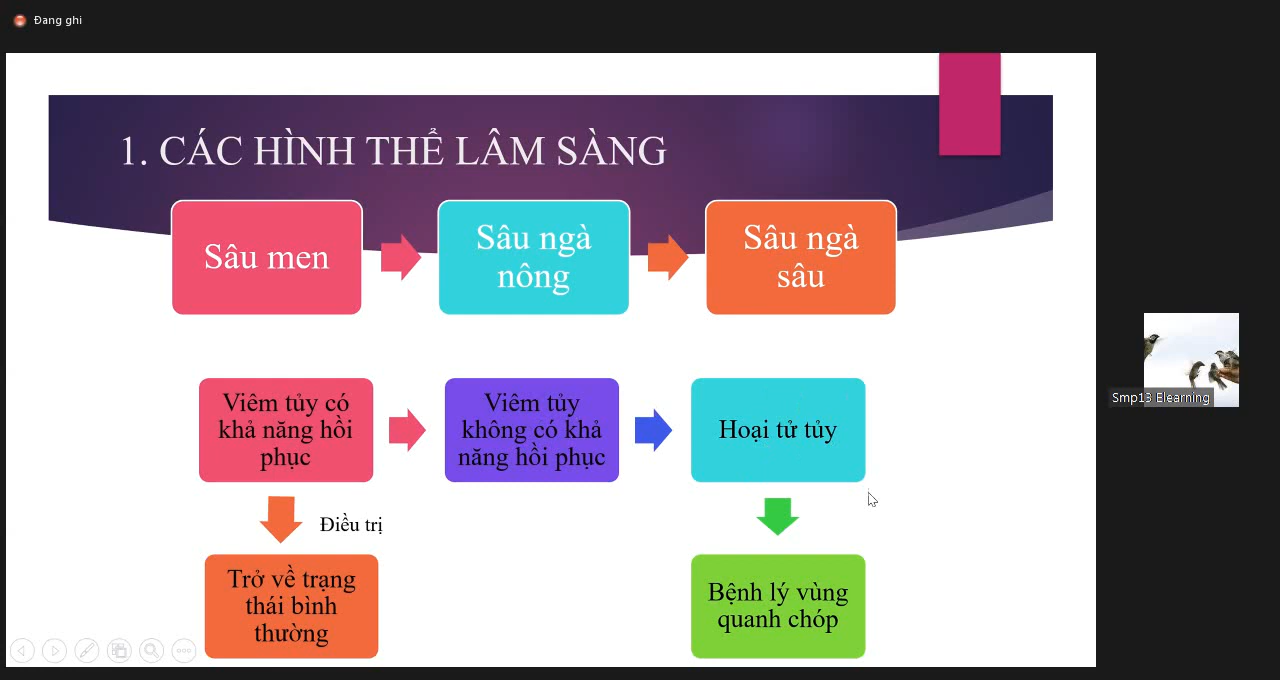 Đang ghi
1. CÁC HÌNH THỂ LÂM SÀNG
Sâu men
Sâu ngà
nông
Sâu ngà
sâu
Viêm tủy có
khả năng hồi
phục
Viêm tủy
không có khả
năng hồi phục
Hoại tử tủy
Điều trị
Trở về trạng
thái bình
thường
Bệnh lý vùng
quanh chóp
Smp13 Elearning